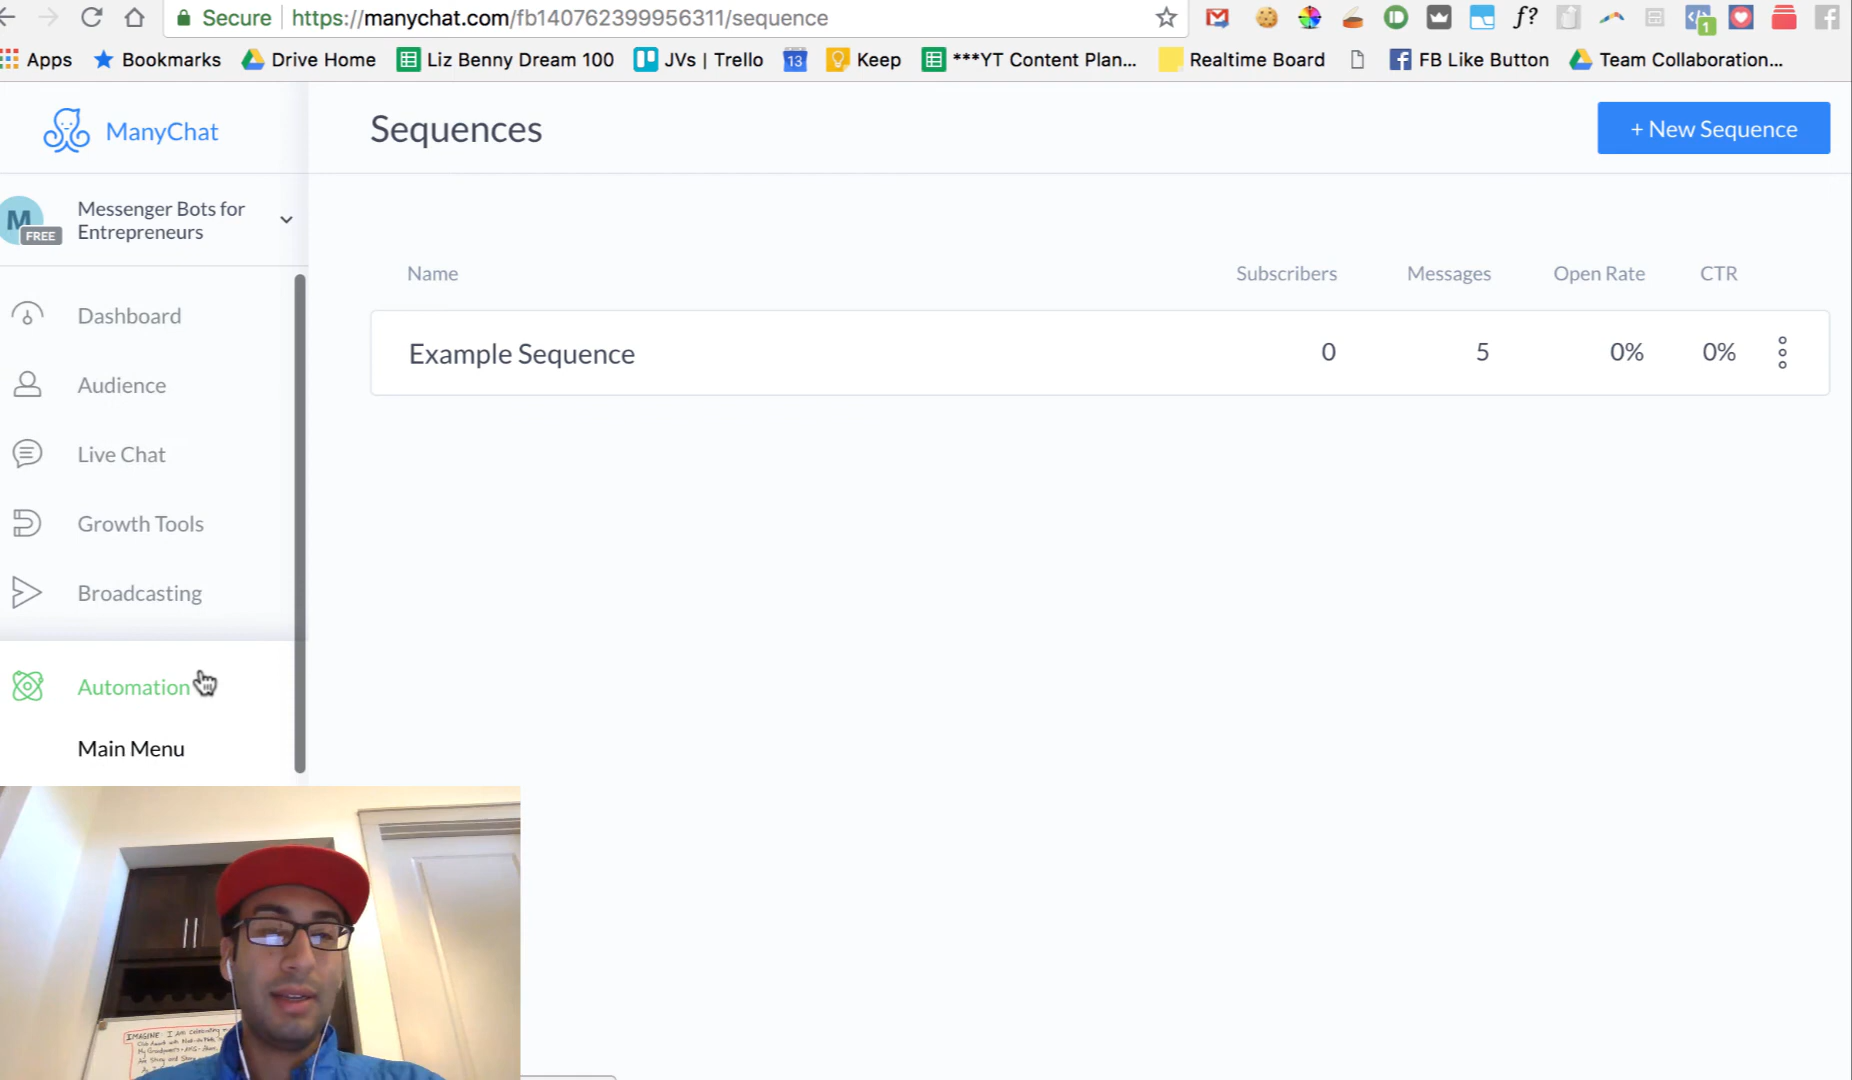 Secure https://manychat.com/fb140762399956311/sequence
f?
1
Apps Bookmarks Drive Home Liz Benny Dream 100 JVs | Trello 13 Keep ***YT Content Plan... Realtime Board FB Like Button Team Collaboration...
ManyChat
Sequences
+ New Sequence
M
FREE
Messenger Bots for
Entrepreneurs
Name Subscribers Messages Open Rate CTR
Example Sequence 0 5 0% 0%
Dashboard
Audience
Live Chat
Growth Tools
Broadcasting
Automation
Main Menu
IMAGINE: I Am